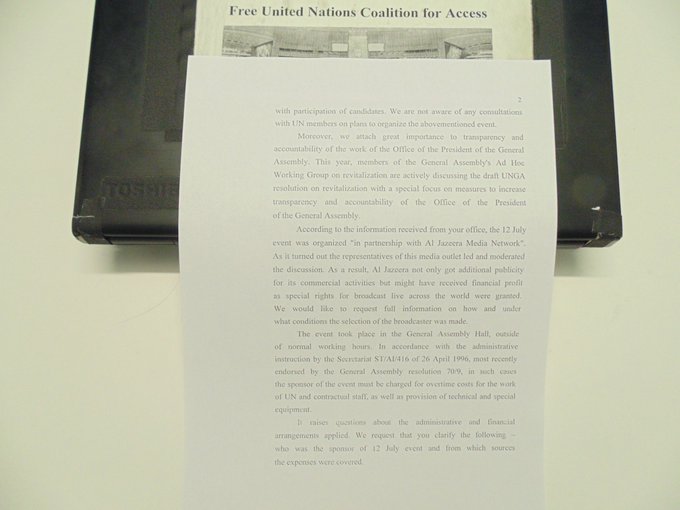 Free United Nations Coalition for Access
2
with participation of candidates. We are not aware of any consultations
with UN members on plans to organize the abovementioned event.
Moreover, we attach great importance to transparency and
accountability of the work of the Office of the President of the General
Assembly. This year, members of the General Assembly's Ad Hoc
Working Group on revitalization are actively discussing the draft UNGA
resolution on revitalization with a special focus on measures to increase
transparency and accountability of the Office of the President
of the General Assembly.
According to the information received from your office, the 12 July
event was organized "in partnership with Al Jazeera Media Network".
As it turned out the representatives of this media outlet led and moderated
the discussion. As a result, Al Jazeera not only got additional publicity
for its commercial activities but might have received financial profit
as special rights for broadcast live across the world were granted.
We would like to request full information on how and under
what conditions the selection of the broadcaster was made.
The event took place in the General Assembly Hall, outside
of normal working hours. In accordance with the administrative
instruction by the Secretariat ST/AI/416 of 26 April 1996, most recently
endorsed by the General Assembly resolution 70/9, in such cases
the sponsor of the event must be charged for overtime costs for the work
of UN and contractual staff, as well as provision of technical and special
equipment.
It raises questions about the administrative and financial
arrangements applied. We request that you clarify the following –
who was the sponsor of 12 July event and from which sources
the expenses were covered.